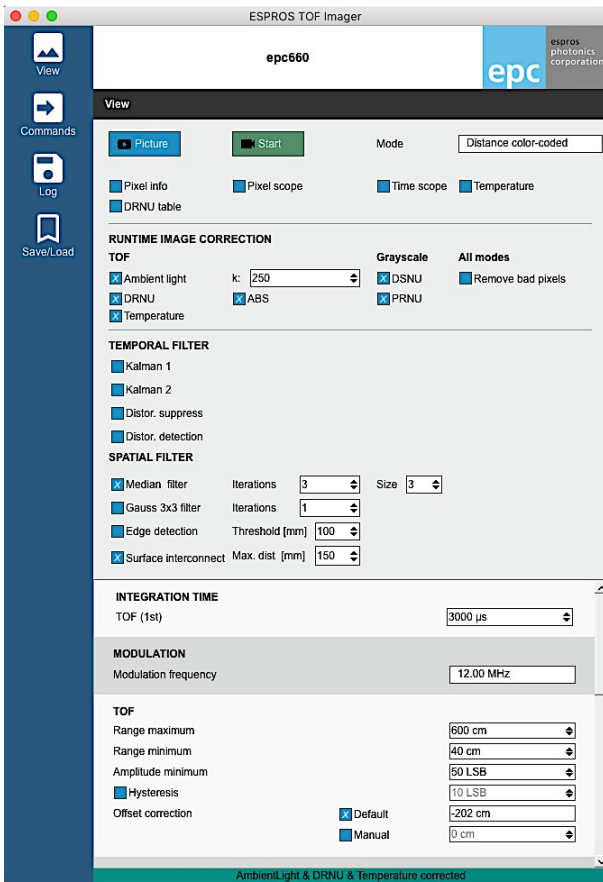 ESPROS TOF Imager
View
Commands
Log
Save/Load
epc660
epc
espros
photonics
corporation
View
Picture Start Mode Distance color-coded
Pixel info Pixel scope Time scope Temperature
DRNU table
RUNTIME IMAGE CORRECTION
TOF Grayscale All modes
Ambient light k: 250 DSNU Remove bad pixels
DRNU ABS PRNU
Temperature
TEMPORAL FILTER
Kalman 1
Kalman 2
Distor. suppress
Distor. detection
SPATIAL FILTER
Median filter Iterations 3 Size 3
Gauss 3x3 filter Iterations 1
Edge detection Threshold [mm] 100
Surface interconnect Max. dist [mm] 150
INTEGRATION TIME
TOF (1st) 3000 µs
MODULATION
Modulation frequency 12.00 MHz
TOF
Range maximum 600 cm
Range minimum 40 cm
Amplitude minimum 50 LSB
Hysteresis 10 LSB
Offset correction Default -202 cm
Manual 0 cm
AmbientLight & DRNU & Temperature corrected